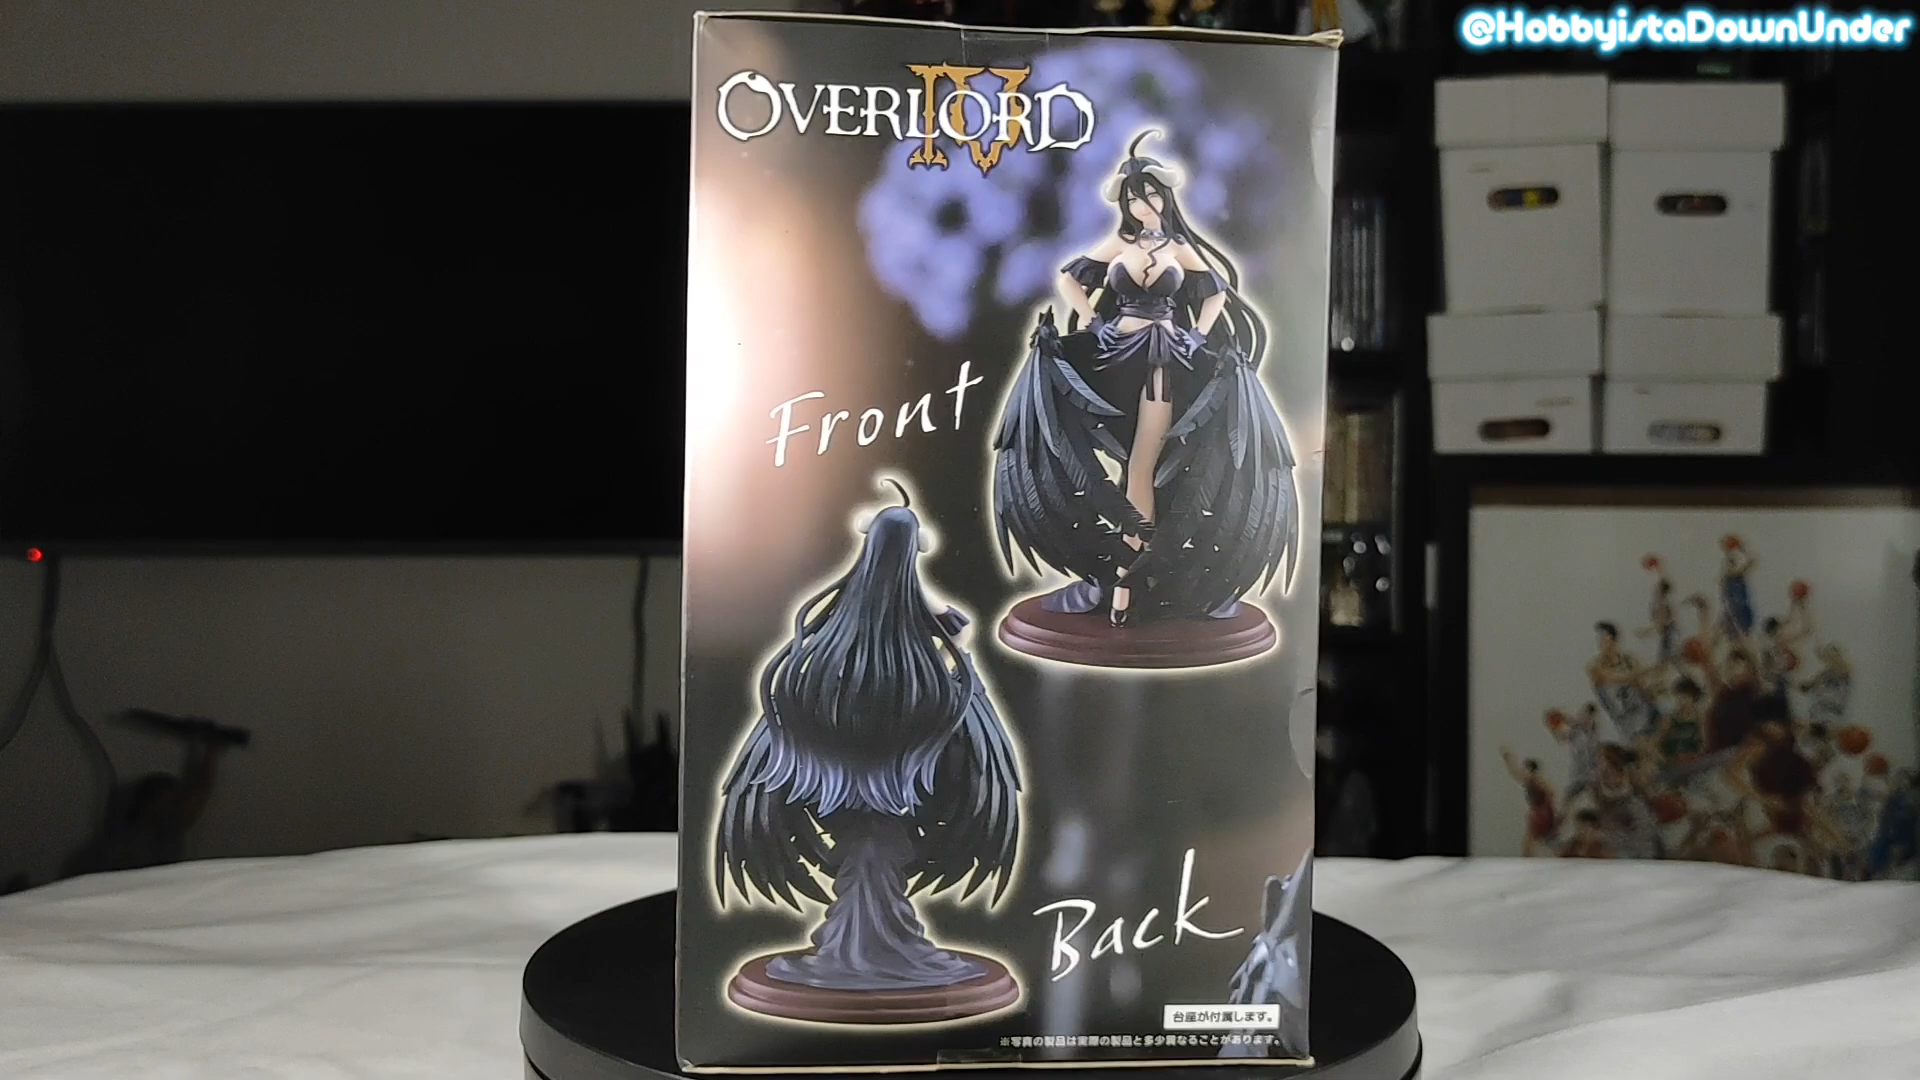 @HobbyistaDownUnder
OVERLORD
IV
Front
Back
台座が付属します。
※写真の製品は実際の製品と多少異なることがあります。